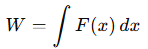 W = ∫ F(x) dx